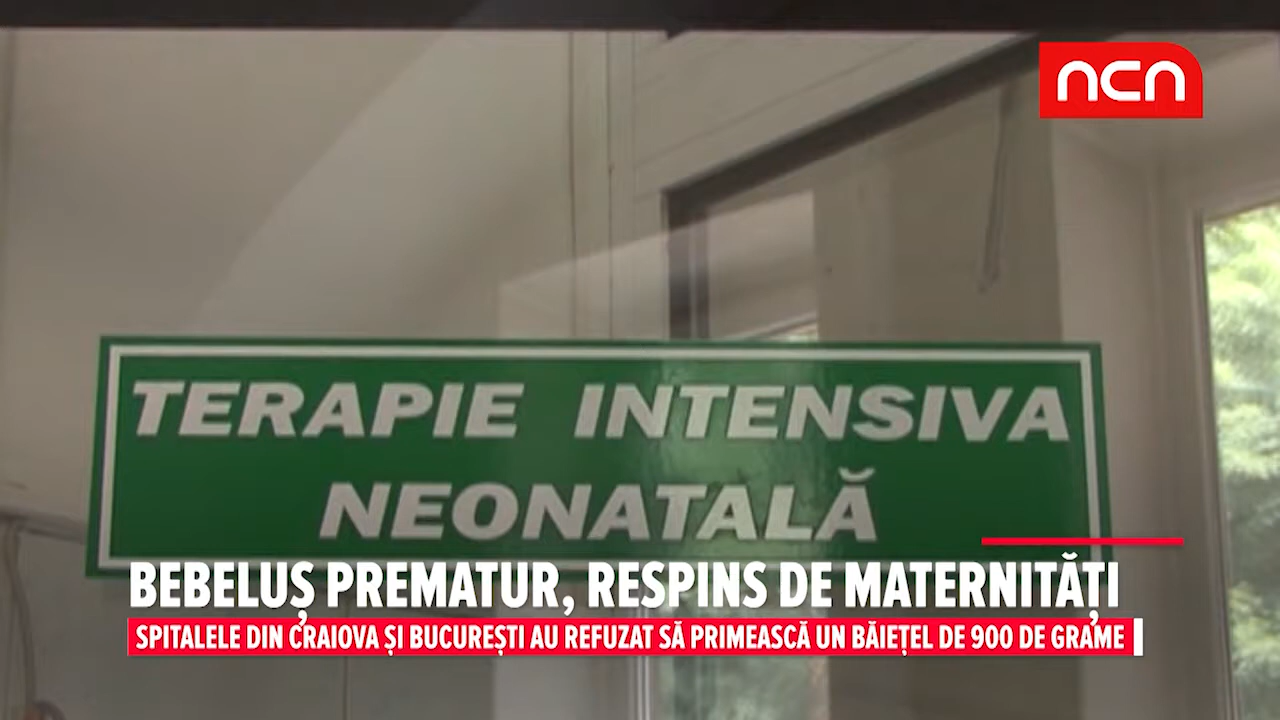 ncn
TERAPIE INTENSIVA
NEONATALĂ
BEBELUȘ PREMATUR, RESPINS DE MATERNITĂȚI
SPITALELE DIN CRAIOVA ȘI BUCUREȘTI AU REFUZAT SĂ PRIMEASCĂ UN BĂIEȚEL DE 900 DE GRAME